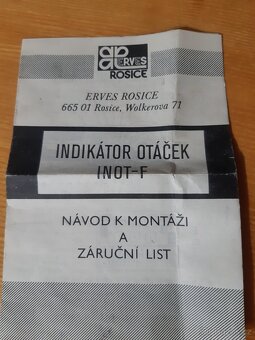 ERVES
ROSICE
ERVES ROSICE
665 01 Rosice, Wolkerova 71
INDIKÁTOR OTÁČEK
INOT-F
NÁVOD K MONTÁŽI
A
ZÁRUČNÍ LIST